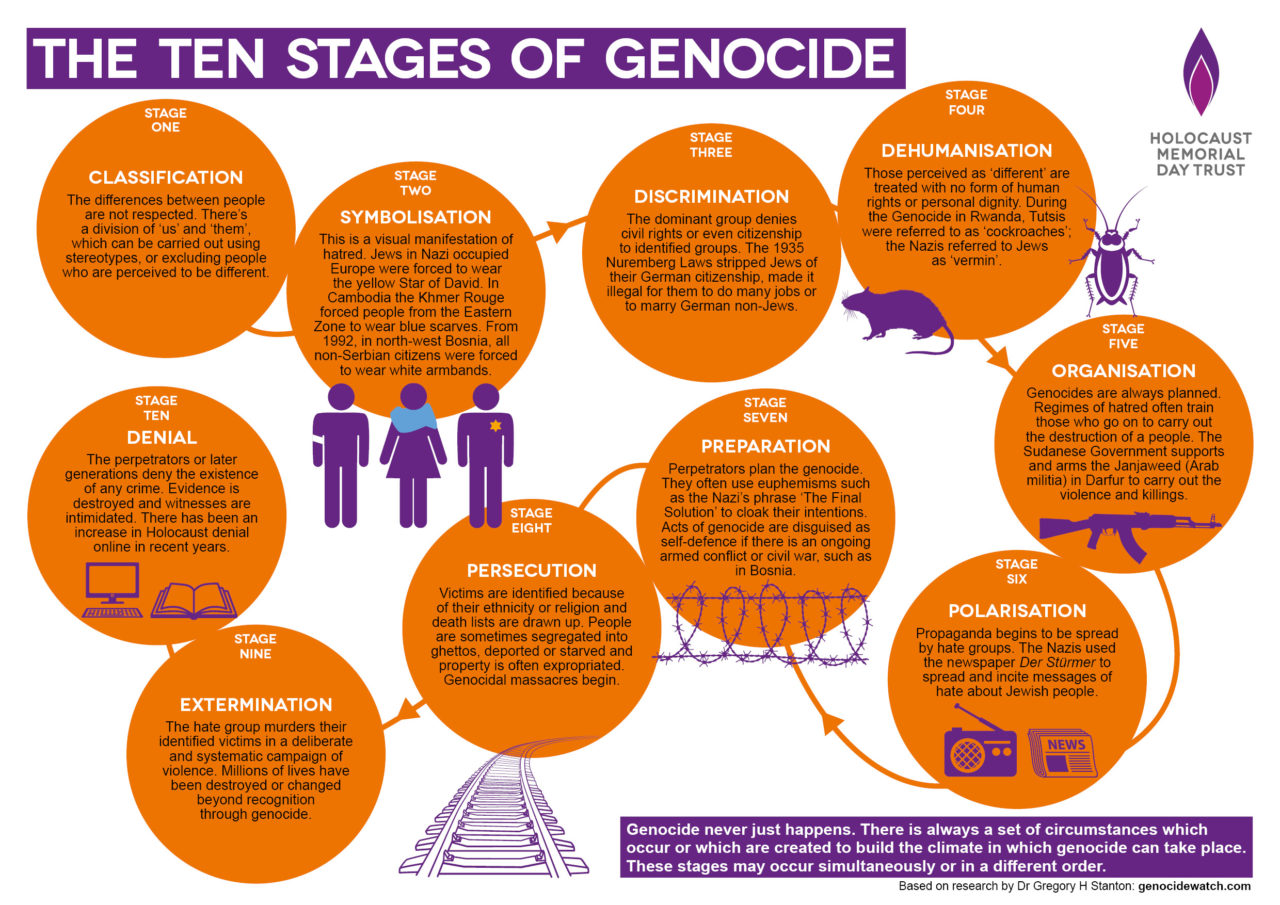 THE TEN STAGES OF GENOCIDE
HOLOCAUST
MEMORIAL
DAY TRUST
STAGE
ONE
CLASSIFICATION
The differences between people
are not respected. There's
a division of 'us' and 'them',
which can be carried out using
stereotypes, or excluding people
who are perceived to be different.
STAGE
TWO
SYMBOLISATION
This is a visual manifestation of
hatred. Jews in Nazi occupied
Europe were forced to wear
the yellow Star of David. In
Cambodia the Khmer Rouge
forced people from the Eastern
Zone to wear blue scarves. From
1992, in north-west Bosnia, all
non-Serbian citizens were forced
to wear white armbands.
STAGE
THREE
DISCRIMINATION
The dominant group denies
civil rights or even citizenship
to identified groups. The 1935
Nuremberg Laws stripped Jews of
their German citizenship, made it
illegal for them to do many jobs or
to marry German non-Jews.
STAGE
FOUR
DEHUMANISATION
Those perceived as 'different' are
treated with no form of human
rights or personal dignity. During
the Genocide in Rwanda, Tutsis
were referred to as 'cockroaches';
the Nazis referred to Jews
as 'vermin'.
STAGE
FIVE
ORGANISATION
Genocides are always planned.
Regimes of hatred often train
those who go on to carry out
the destruction of a people. The
Sudanese Government supports
and arms the Janjaweed (Arab
militia) in Darfur to carry out the
violence and killings.
STAGE
SIX
POLARISATION
Propaganda begins to be spread
by hate groups. The Nazis used
the newspaper Der Stürmer to
spread and incite messages of
hate about Jewish people.
NEWS
STAGE
SEVEN
PREPARATION
Perpetrators plan the genocide.
They often use euphemisms such
as the Nazi's phrase 'The Final
Solution' to cloak their intentions.
Acts of genocide are disguised as
self-defence if there is an ongoing
armed conflict or civil war, such as
in Bosnia.
STAGE
EIGHT
PERSECUTION
Victims are identified because
of their ethnicity or religion and
death lists are drawn up. People
are sometimes segregated into
ghettos, deported or starved and
property is often expropriated.
Genocidal massacres begin.
STAGE
NINE
EXTERMINATION
The hate group murders their
identified victims in a deliberate
and systematic campaign of
violence. Millions of lives have
been destroyed or changed
beyond recognition
through genocide.
STAGE
TEN
DENIAL
The perpetrators or later
generations deny the existence
of any crime. Evidence is
destroyed and witnesses are
intimidated. There has been an
increase in Holocaust denial
online in recent years.
Genocide never just happens. There is always a set of circumstances which
occur or which are created to build the climate in which genocide can take place.
These stages may occur simultaneously or in a different order.
Based on research by Dr Gregory H Stanton: genocidewatch.com